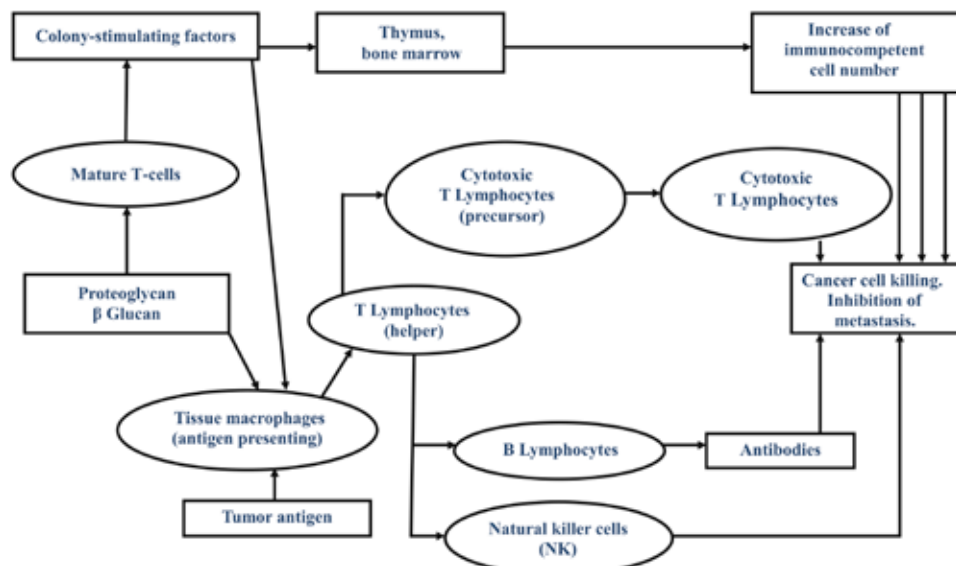 Colony-stimulating factors
Thymus,
bone marrow
Increase of
immunocompetent
cell number
Mature T-cells
Cytotoxic
T Lymphocytes
(precursor)
Cytotoxic
T Lymphocytes
Proteoglycan
β Glucan
T Lymphocytes
(helper)
Cancer cell killing.
Inhibition of
metastasis.
Tissue macrophages
(antigen presenting)
B Lymphocytes
Antibodies
Tumor antigen
Natural killer cells
(NK)